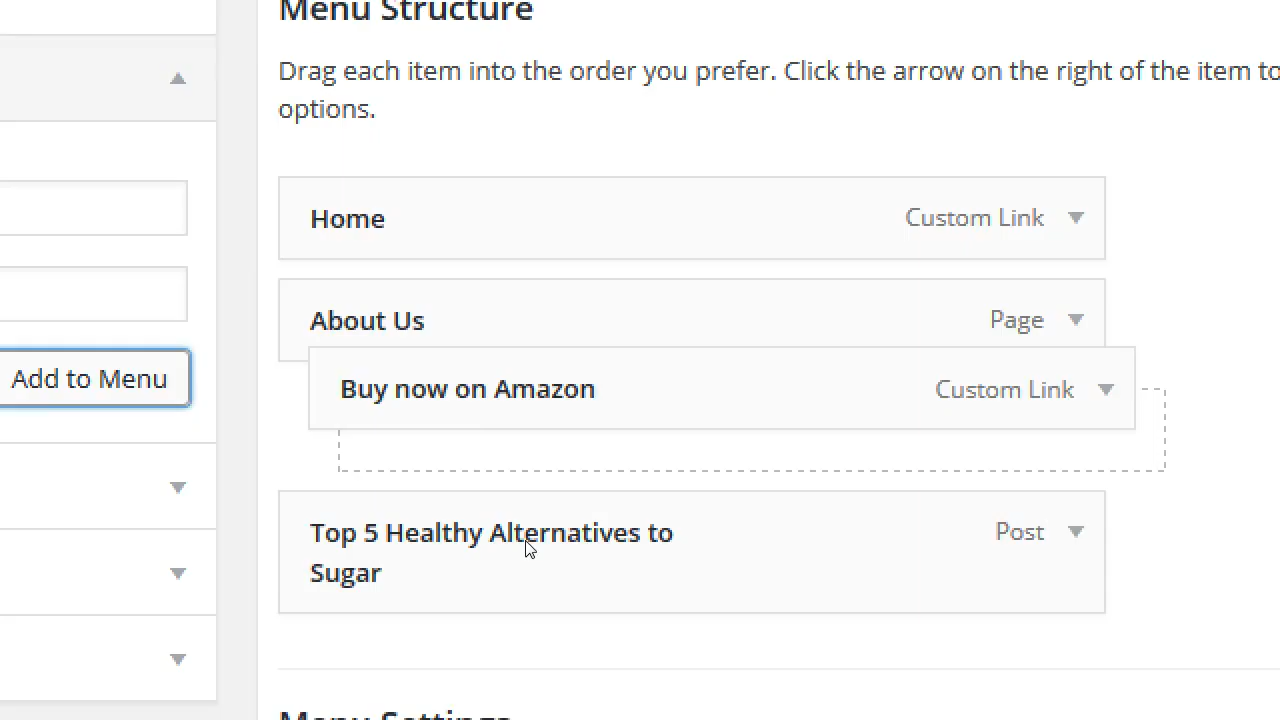 Menu Structure
Drag each item into the order you prefer. Click the arrow on the right of the item to
options.
Home
Custom Link
About Us
Page
Add to Menu
Buy now on Amazon
Custom Link
Top 5 Healthy Alternatives to
Sugar
Post
Menu Settings